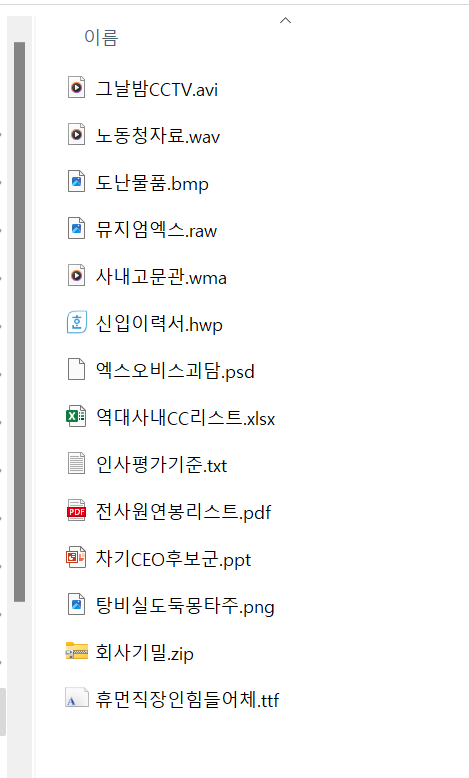 이름
그날밤CCTV.avi
노동청자료.wav
도난물품.bmp
뮤지엄엑스.raw
사내고문관.wma
신입이력서.hwp
엑스오비스괴담.psd
역대사내CC리스트.xlsx
인사평가기준.txt
전사원연봉리스트.pdf
차기CEO후보군.ppt
탕비실도둑몽타주.png
회사기밀.zip
휴먼직장인힘들어체.ttf